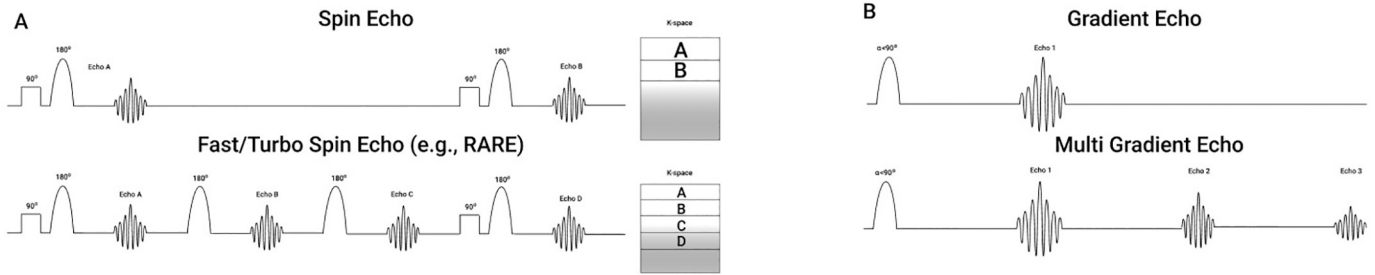 A
Spin Echo
K-space
180°
Echo A
90°
180°
Echo B
90°
A
B
Fast/Turbo Spin Echo (e.g., RARE)
K-space
180°
Echo A
180°
Echo B
180°
Echo C
180°
Echo D
90°
90°
A
B
C
D
B
Gradient Echo
α<90°
Echo 1
Multi Gradient Echo
α<90°
Echo 1
Echo 2
Echo 3